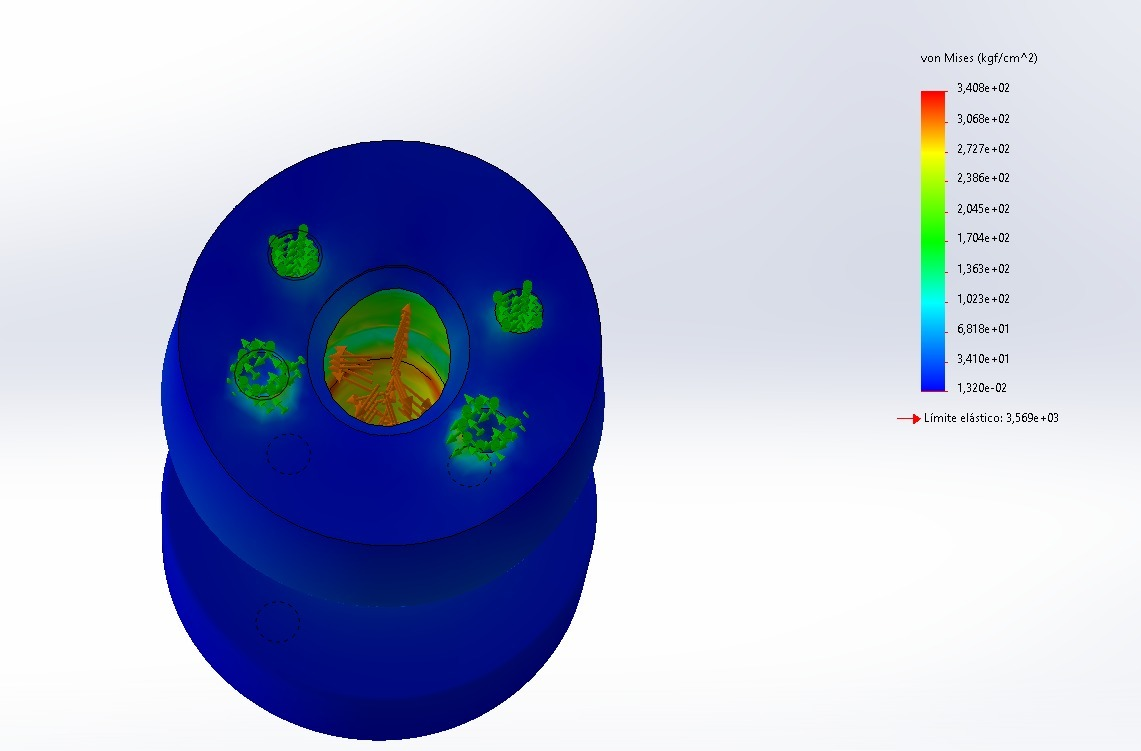 von Mises (kgf/cm^2)
3,408e+02
3,068e+02
2,727e+02
2,386e+02
2,045e+02
1,704e+02
1,363e+02
1,023e+02
6,818e+01
3,410e+01
1,320e-02
Límite elástico: 3,569e+03